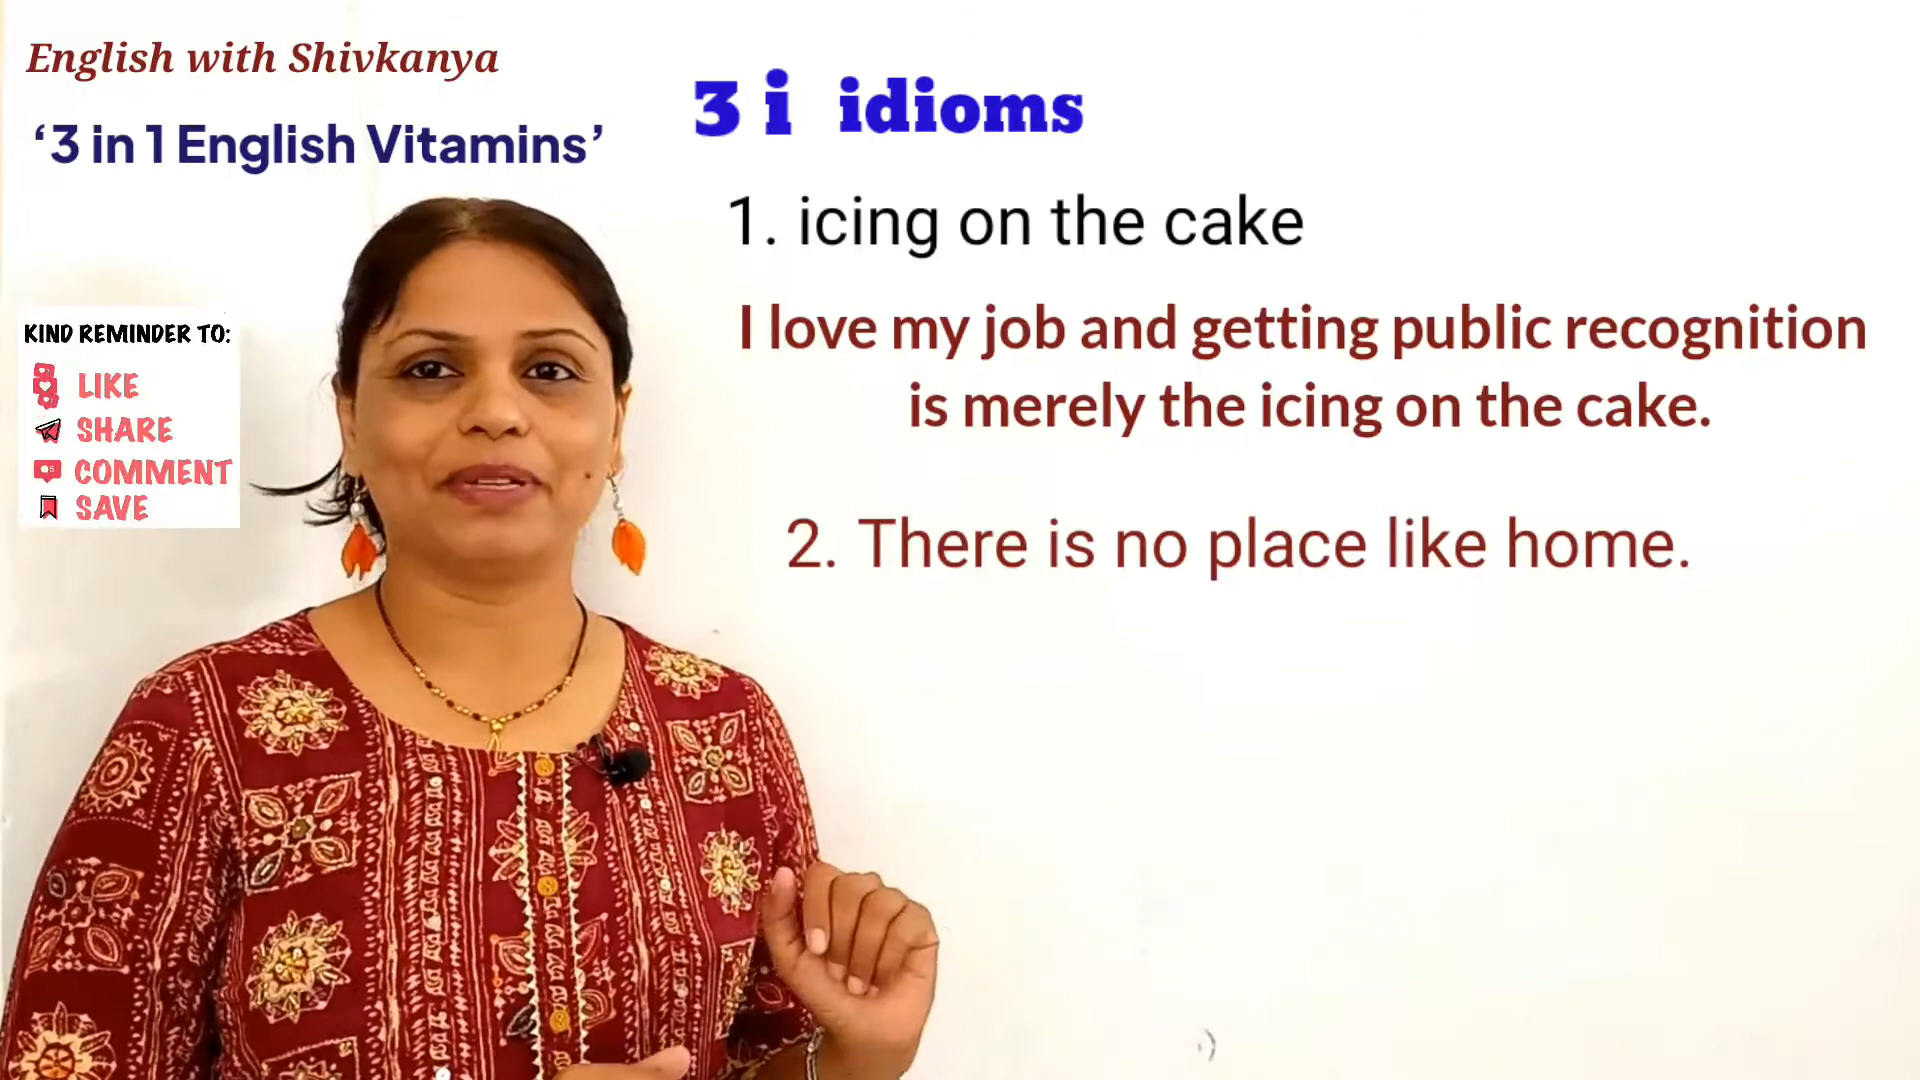 English with Shivkanya
‘3 in 1 English Vitamins’
3 i idioms
1. icing on the cake
I love my job and getting public recognition
is merely the icing on the cake.
2. There is no place like home.
KIND REMINDER TO:
LIKE
SHARE
COMMENT
SAVE